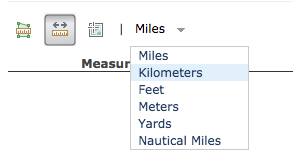 | Miles
Miles
Measur
Kilometers
Feet
Meters
Yards
Nautical Miles